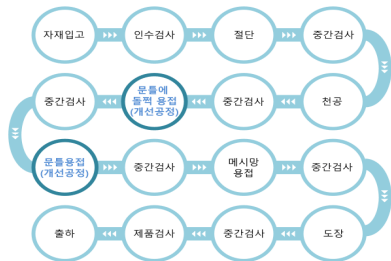 자재입고
인수검사
절단
중간검사
중간검사
문틀에
돌쩍 용접
(개선공정)
중간검사
천공
문틀용접
(개선공정)
중간검사
메시망
용접
중간검사
출하
제품검사
중간검사
도장